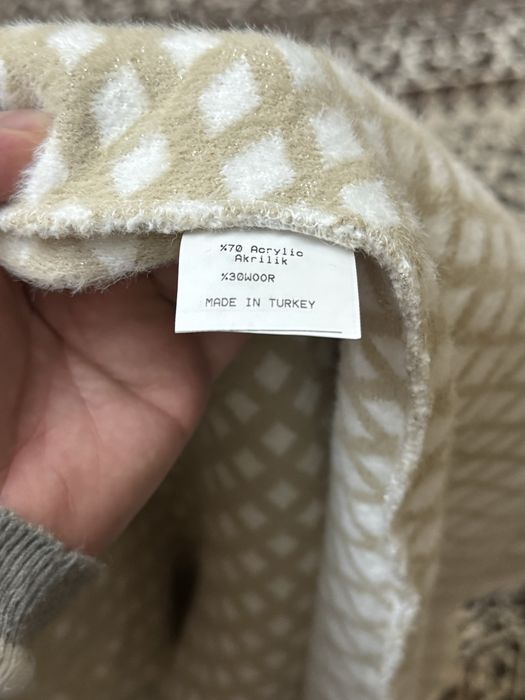 %70 Acrylic
Akrilik
%30WOOR
MADE IN TURKEY